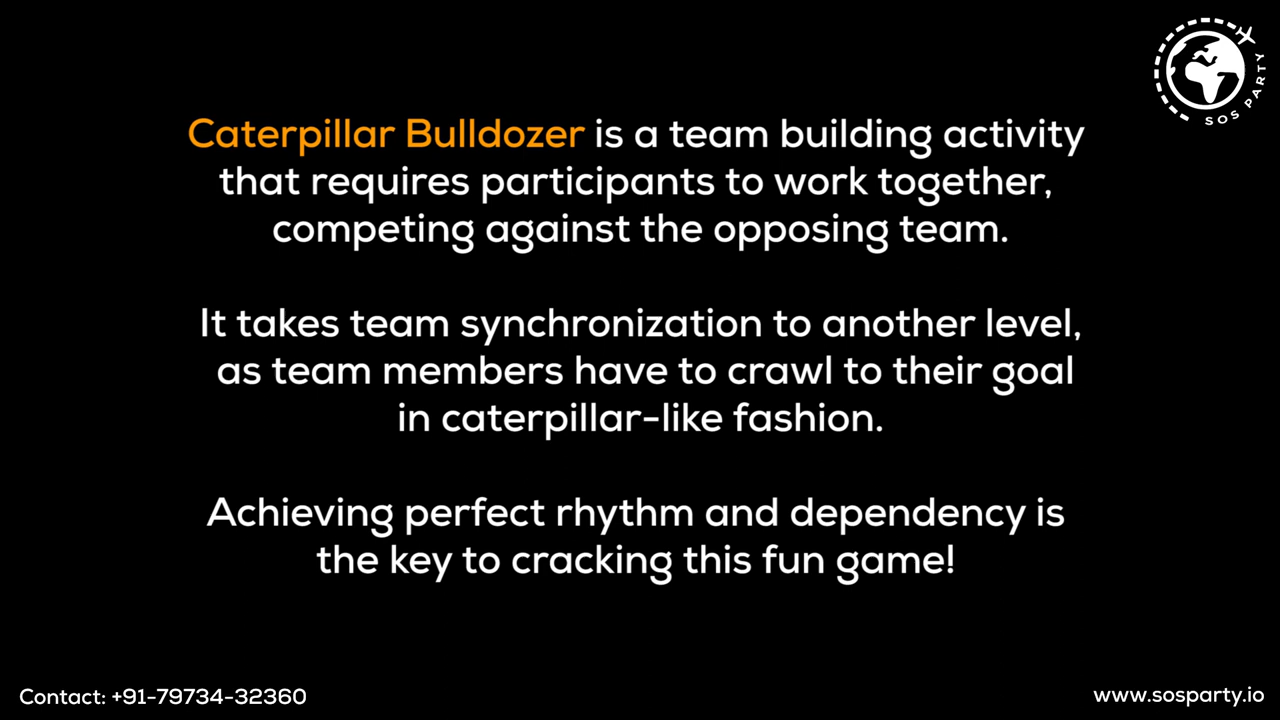 SOS PARTY
Caterpillar Bulldozer is a team building activity
that requires participants to work together,
competing against the opposing team.
It takes team synchronization to another level,
as team members have to crawl to their goal
in caterpillar-like fashion.
Achieving perfect rhythm and dependency is
the key to cracking this fun game!
Contact: +91-79734-32360
www.sosparty.io